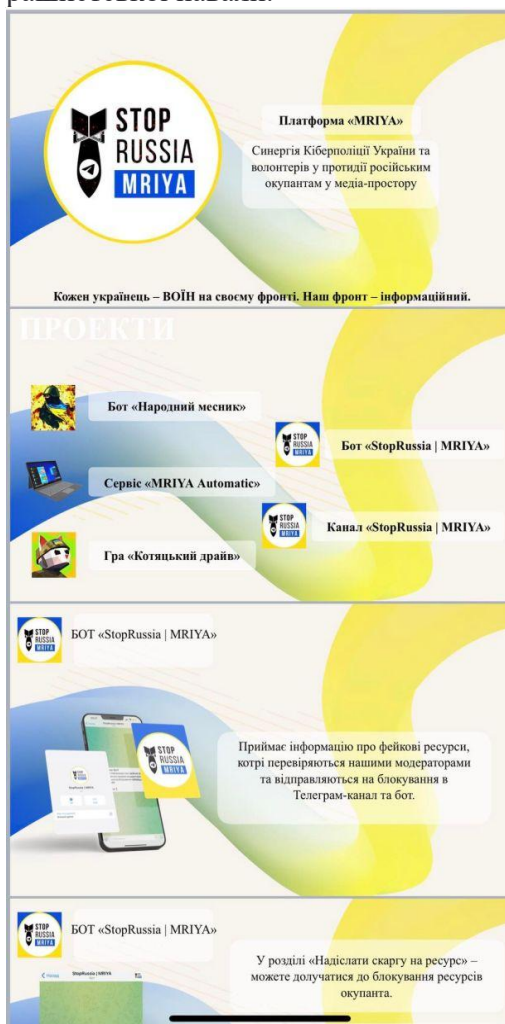 STOP
RUSSIA
MRIYA
Платформа «MRIYA»
Синергія Кіберполіції України та
волонтерів у протидії російським
окупантам у медіа-простору
Кожен українець – ВОЇН на своєму фронті. Наш фронт – інформаційний.
ПРОЕКТИ
Бот «Народний месник»
STOP
RUSSIA
MRIYA
Бот «StopRussia | MRIYA»
Сервіс «MRIYA Automatic»
STOP
RUSSIA
MRIYA
Канал «StopRussia | MRIYA»
Гра «Котяцький драйв»
STOP
RUSSIA
MRIYA
БОТ «StopRussia | MRIYA»
STOP
RUSSIA
MRIYA
Приймає інформацію про фейкові ресурси,
котрі перевіряються нашими модераторами
та відправляються на блокування в
Телеграм-канал та бот.
STOP
RUSSIA
MRIYA
БОТ «StopRussia | MRIYA»
У розділі «Надіслати скаргу на ресурс» –
можете долучатися до блокування ресурсів
окупанта.
Назад
StopRussia | MRIYA